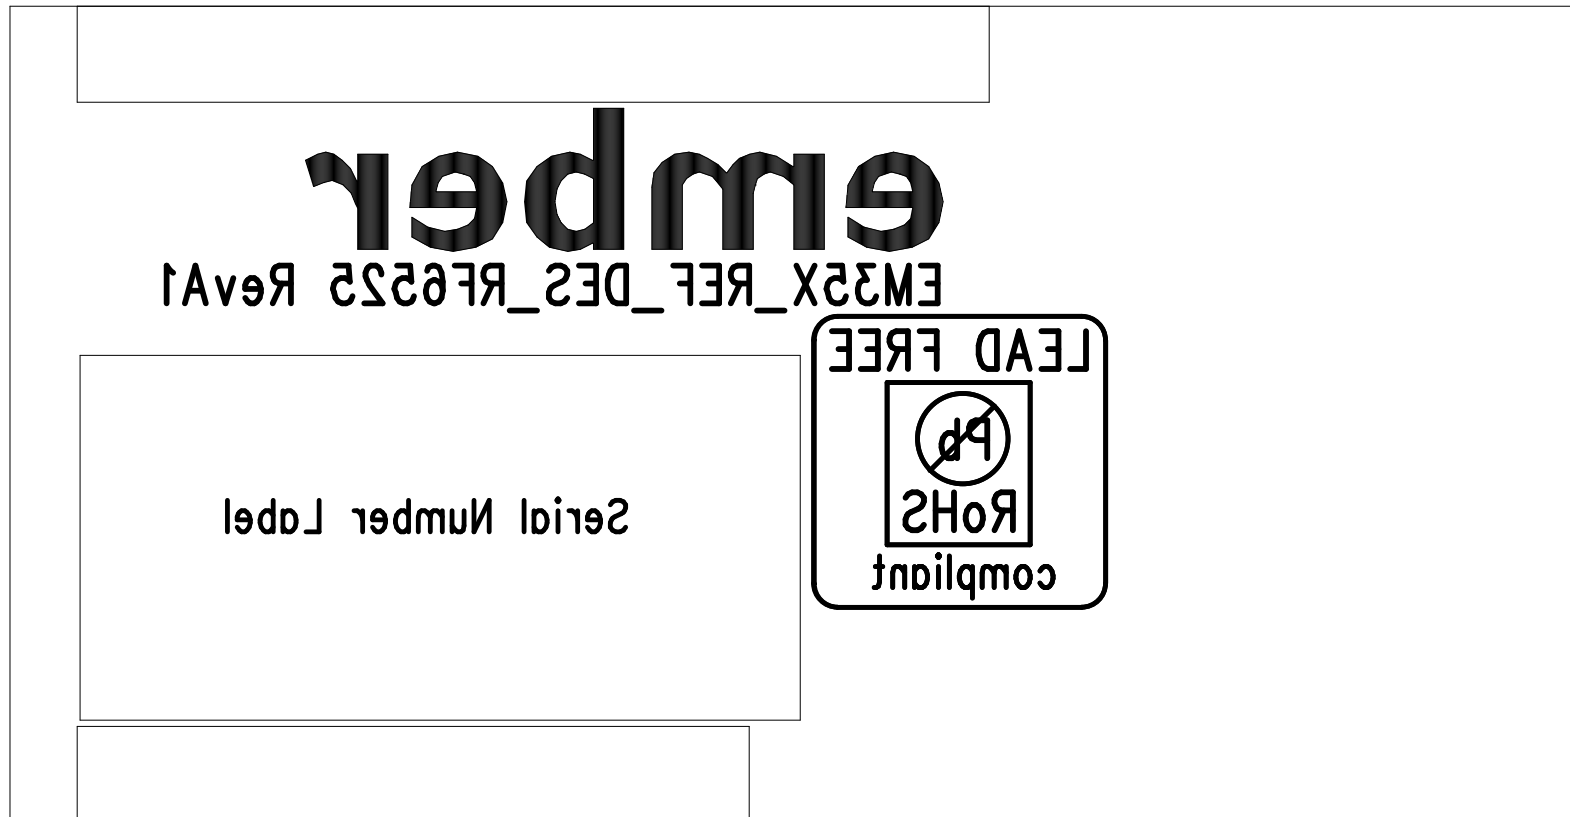 ember
EM35X_REF_DES_RF6525 RevA1
LEAD FREE
Pb
RoHS
compliant
Serial Number Label